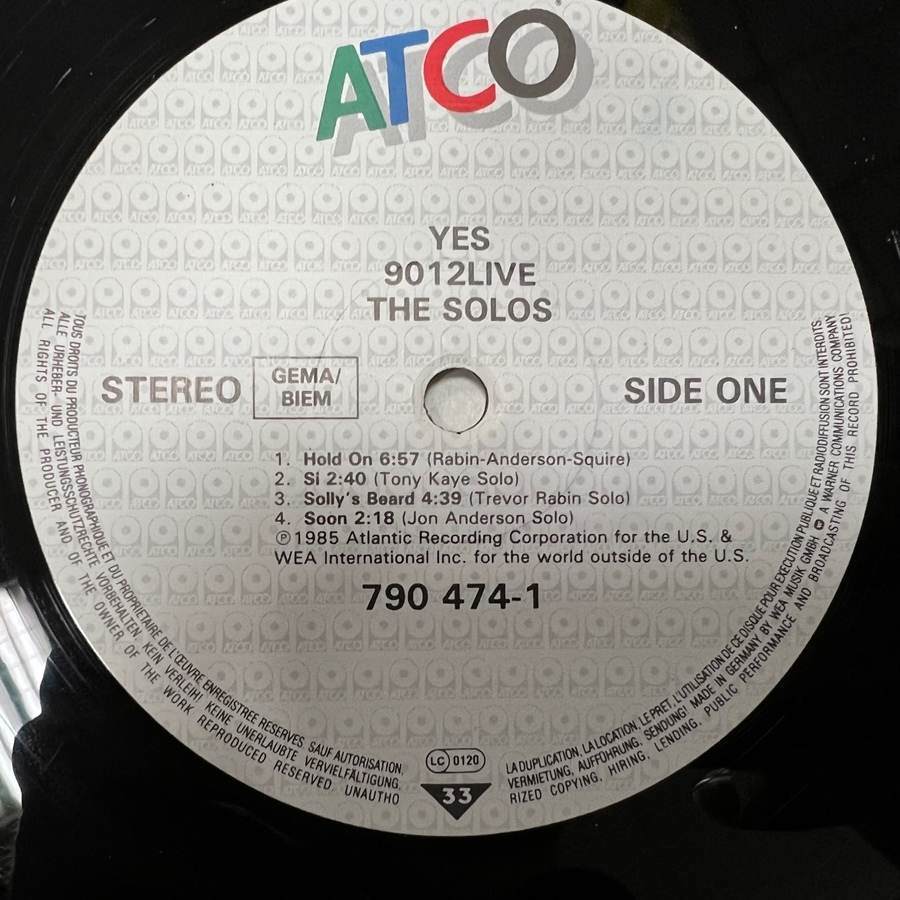 ATCO
YES
9012LIVE
THE SOLOS
STEREO
GEMA/
BIEM
SIDE ONE
1. Hold On 6:57 (Rabin-Anderson-Squire)
2. Si 2:40 (Tony Kaye Solo)
3. Solly's Beard 4:39 (Trevor Rabin Solo)
4. Soon 2:18 (Jon Anderson Solo)
℗1985 Atlantic Recording Corporation for the U.S. &
WEA International Inc. for the world outside of the U.S.
790 474-1
TOUS DROITS DU PRODUCTEUR PHONOGRAPHIQUE ET DU PROPRIETAIRE DE L'ŒUVRE ENREGISTREE RESERVES. SAUF AUTORISATION,
LA DUPLICATION, LA LOCATION, LE PRET, L'UTILISATION DE CE DISQUE POUR EXECUTION PUBLIQUE ET RADIODIFFUSION SONT INTERDITS
ALLE URHEBER- UND LEISTUNGSSCHUTZRECHTE VORBEHALTEN. KEIN VERLEIH! KEINE UNERLAUBTE VERVIELFÄLTIGUNG,
VERMIETUNG, AUFFÜHRUNG, SENDUNG! MADE IN GERMANY BY WEA MUSIK GMBH A WARNER COMMUNICATIONS COMPANY
ALL RIGHTS OF THE PRODUCER AND OF THE OWNER OF THE WORK REPRODUCED RESERVED. UNAUTHO
RIZED COPYING, HIRING, LENDING, PUBLIC PERFORMANCE AND BROADCASTING OF THIS RECORD PROHIBITED!
LC 0120
33